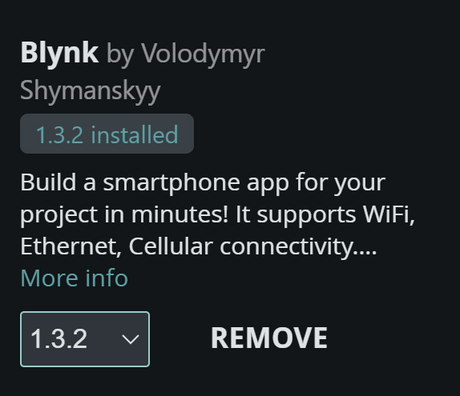 Blynk by Volodymyr
Shymanskyy
1.3.2 installed
Build a smartphone app for your
project in minutes! It supports WiFi,
Ethernet, Cellular connectivity....
More info
1.3.2 REMOVE